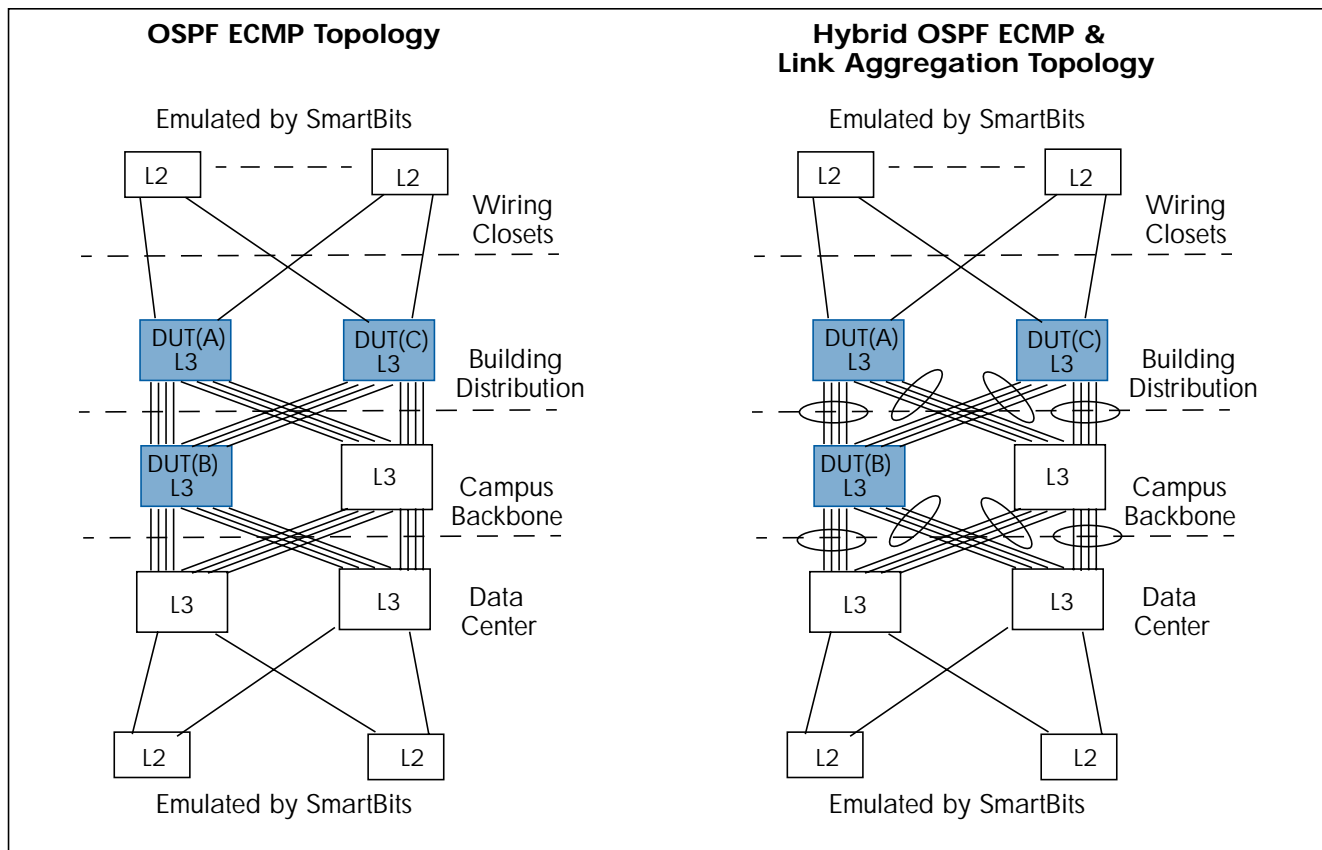 OSPF ECMP Topology
Emulated by SmartBits
L2
L2
Wiring
Closets
DUT(A)
L3
DUT(C)
L3
Building
Distribution
DUT(B)
L3
L3
Campus
Backbone
L3
L3
Data
Center
L2
L2
Emulated by SmartBits
Hybrid OSPF ECMP &
Link Aggregation Topology
Emulated by SmartBits
L2
L2
Wiring
Closets
DUT(A)
L3
DUT(C)
L3
Building
Distribution
DUT(B)
L3
L3
Campus
Backbone
L3
L3
Data
Center
L2
L2
Emulated by SmartBits